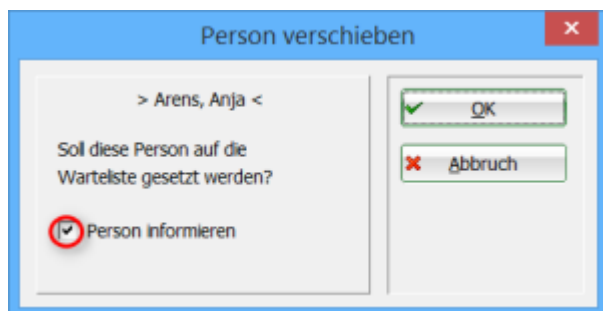 Person verschieben
> Arens, Anja <
Soll diese Person auf die
Warteliste gesetzt werden?
Person informieren
OK
Abbruch